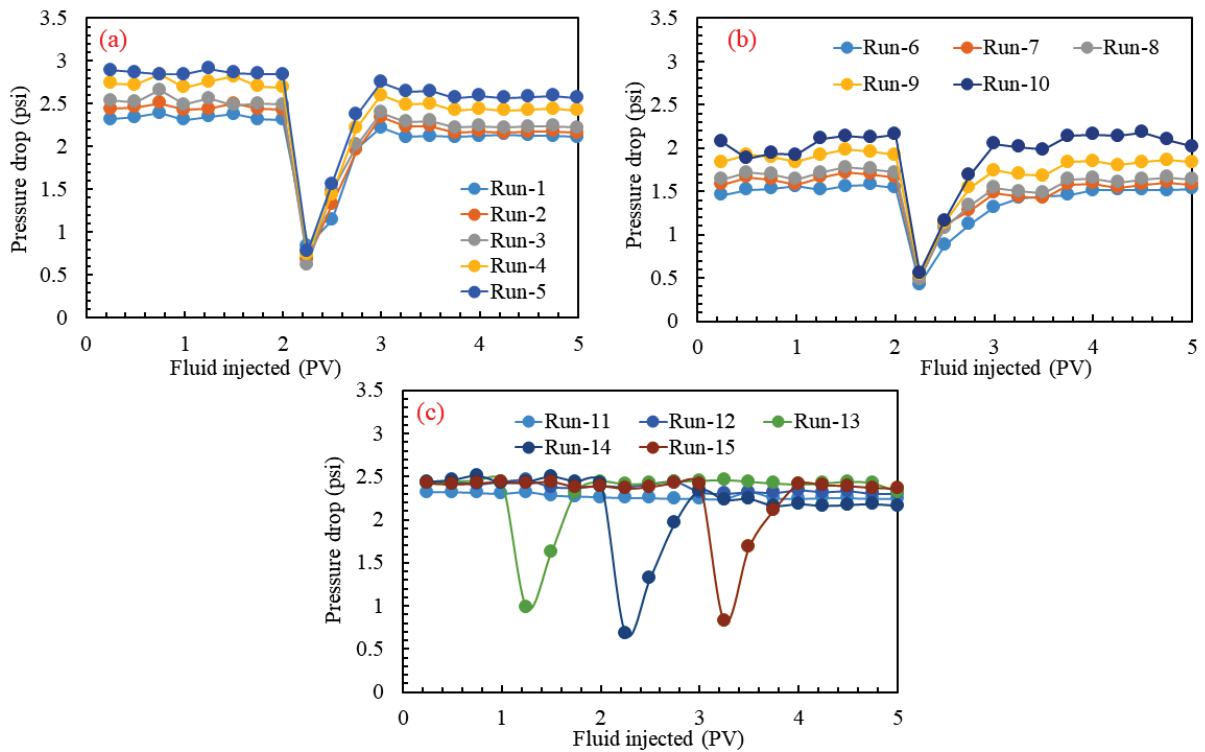 (a)
Pressure drop (psi)
3.5
3
2.5
2
1.5
1
0.5
0
Run-1
Run-2
Run-3
Run-4
Run-5
0 1 2 3 4 5
Fluid injected (PV)
(b)
Pressure drop (psi)
3.5
3
2.5
2
1.5
1
0.5
0
Run-6 Run-7 Run-8
Run-9 Run-10
0 1 2 3 4 5
Fluid injected (PV)
(c)
Pressure drop (psi)
3.5
3
2.5
2
1.5
1
0.5
0
Run-11 Run-12 Run-13
Run-14 Run-15
0 1 2 3 4 5
Fluid injected (PV)